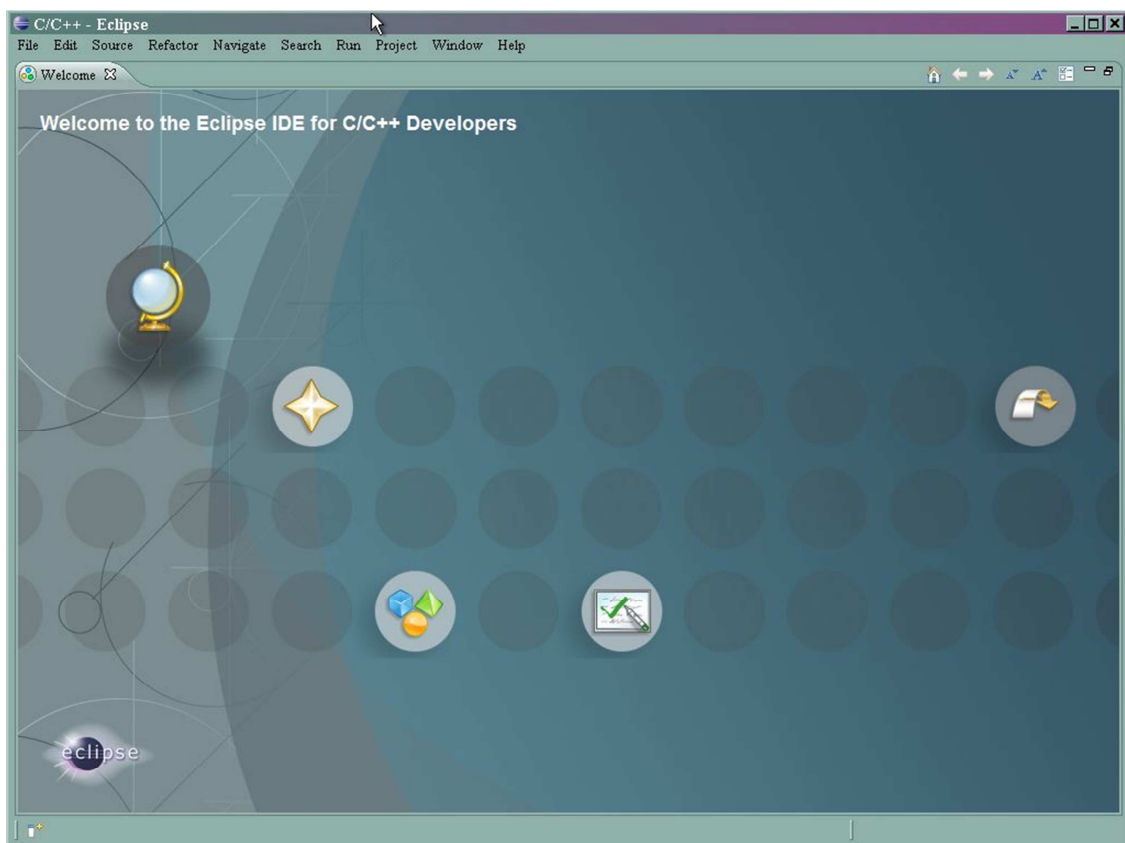 C/C++ - Eclipse
File Edit Source Refactor Navigate Search Run Project Window Help
Welcome
Welcome to the Eclipse IDE for C/C++ Developers
eclipse